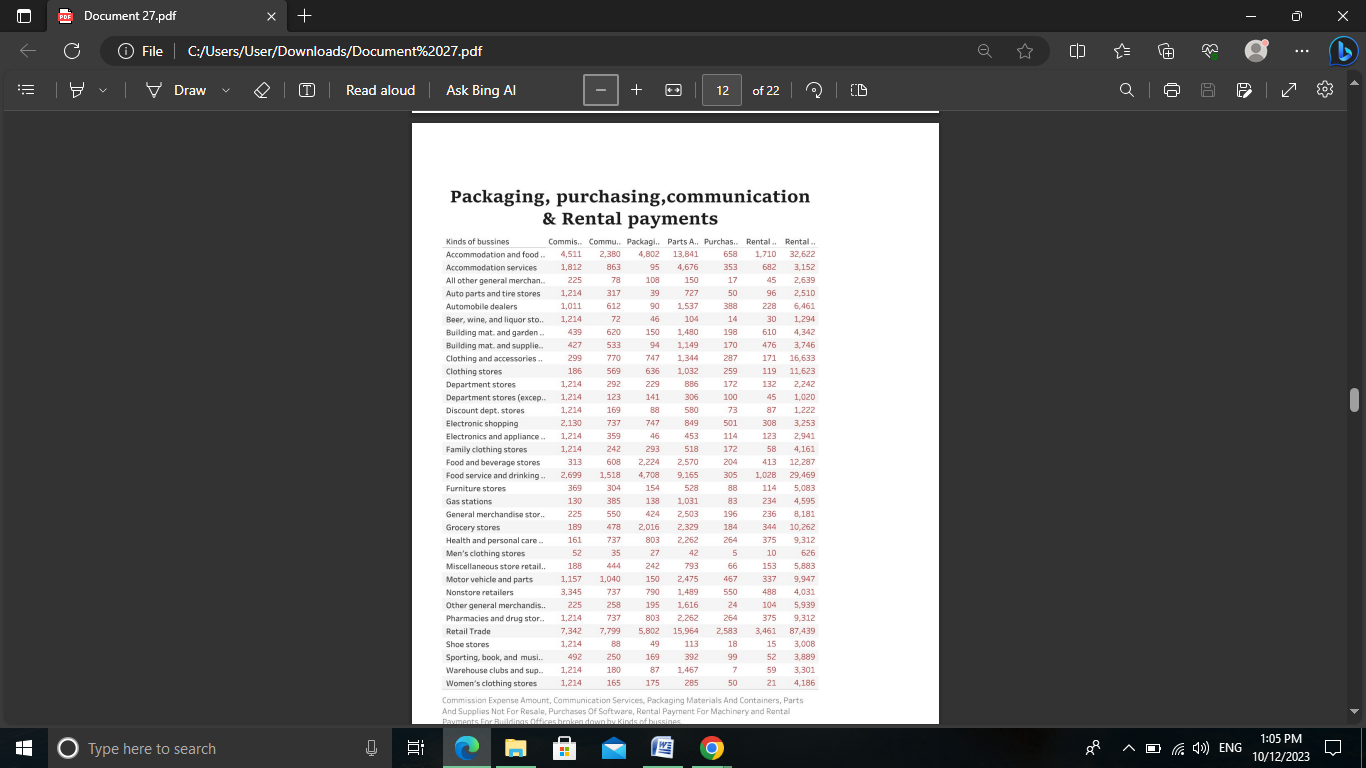 Document 27.pdf
File C:/Users/User/Downloads/Document%2027.pdf
Draw Read aloud Ask Bing AI 12 of 22
Packaging, purchasing,communication
& Rental payments
Kinds of bussines Commis.. Commu.. Packagi.. Parts A.. Purchas.. Rental .. Rental ..
Accommodation and food .. 4,511 2,380 4,802 13,841 658 1,710 32,622
Accommodation services 1,812 863 95 4,676 353 682 3,152
All other general merchan.. 225 78 108 150 17 45 2,639
Auto parts and tire stores 1,214 317 39 727 50 96 2,510
Automobile dealers 1,011 612 90 1,537 388 228 6,461
Beer, wine, and liquor sto.. 1,214 72 46 104 14 30 1,294
Building mat. and garden .. 439 620 150 1,480 198 610 4,342
Building mat. and supplie.. 427 533 94 1,149 170 476 3,746
Clothing and accessories .. 299 770 747 1,344 287 171 16,633
Clothing stores 186 569 636 1,032 259 119 11,623
Department stores 1,214 292 229 886 172 132 2,242
Department stores (excep.. 1,214 123 141 306 100 45 1,020
Discount dept. stores 1,214 169 88 580 73 87 1,222
Electronic shopping 2,130 737 747 849 501 308 3,253
Electronics and appliance .. 1,214 359 46 453 114 123 2,941
Family clothing stores 1,214 242 293 518 172 58 4,161
Food and beverage stores 313 608 2,224 2,570 204 413 12,287
Food service and drinking .. 2,699 1,518 4,708 9,165 305 1,028 29,469
Furniture stores 369 304 154 528 88 114 5,083
Gas stations 130 385 138 1,031 83 234 4,595
General merchandise stor.. 225 550 424 2,503 196 236 8,181
Grocery stores 189 478 2,016 2,329 184 344 10,262
Health and personal care .. 161 737 803 2,262 264 375 9,312
Men's clothing stores 52 35 27 42 5 10 626
Miscellaneous store retail.. 188 444 242 793 66 153 5,883
Motor vehicle and parts 1,157 1,040 150 2,475 467 337 9,947
Nonstore retailers 3,345 737 790 1,489 550 488 4,031
Other general merchandis.. 225 258 195 1,616 24 104 5,939
Pharmacies and drug stor.. 1,214 737 803 2,262 264 375 9,312
Retail Trade 7,342 7,799 5,802 15,964 2,583 3,461 87,439
Shoe stores 1,214 88 49 113 18 15 3,008
Sporting, book, and musi.. 492 250 169 392 99 52 3,889
Warehouse clubs and sup.. 1,214 180 87 1,467 7 59 3,301
Women's clothing stores 1,214 165 175 285 50 21 4,186
Commission Expense Amount, Communication Services, Packaging Materials And Containers, Parts
And Supplies Not For Resale, Purchases Of Software, Rental Payment For Machinery and Rental
Payments For Buildings Offices broken down by Kinds of bussines.
Type here to search
ENG
1:05 PM
10/12/2023